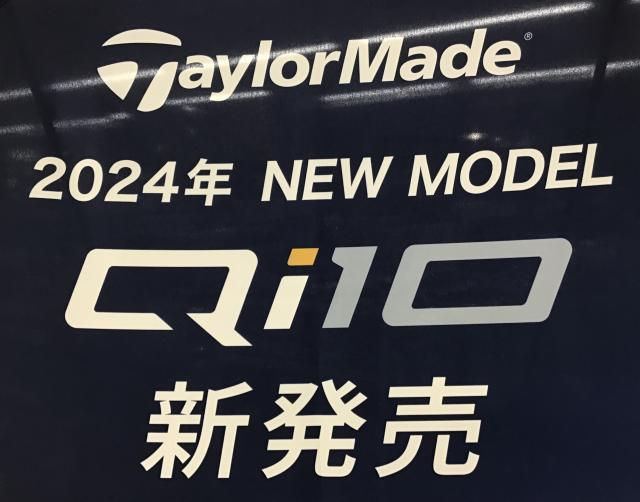 TaylorMade®
2024年 NEW MODEL
Qi10
新発売